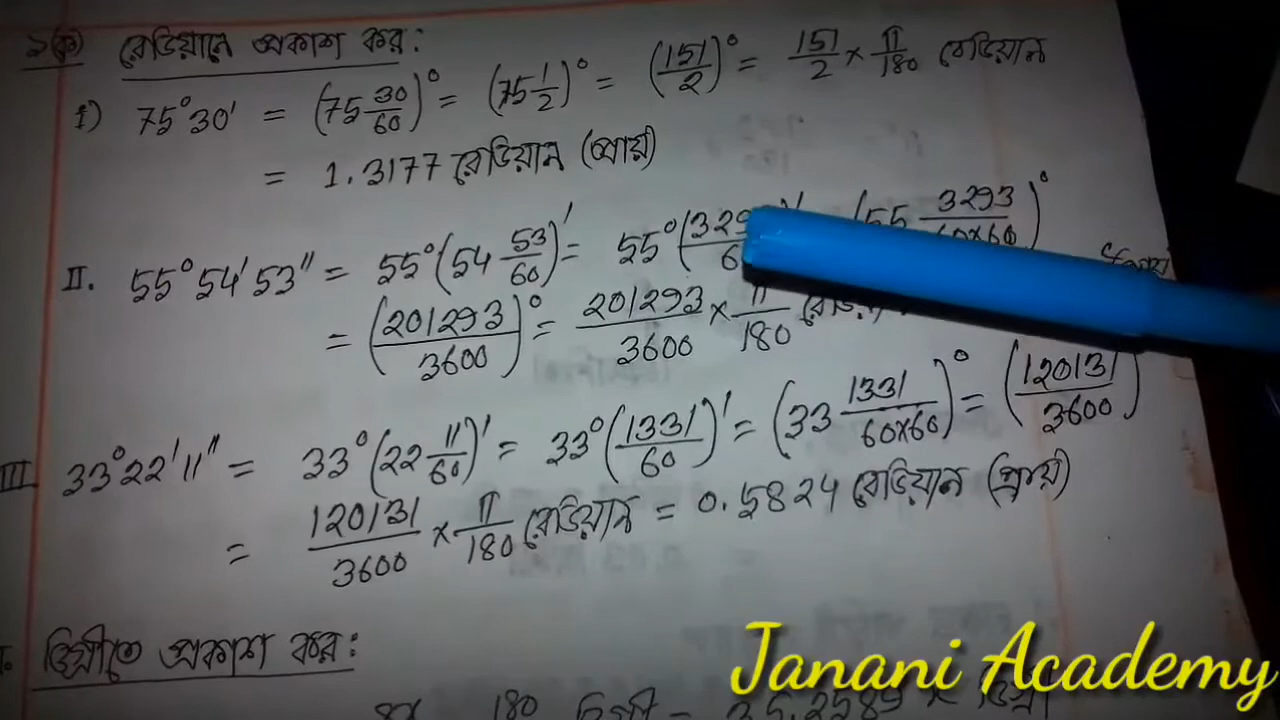 ১(ক) রেডিয়ানে প্রকাশ কর:
i) 75°30' = (75 30/60)° = (75 1/2)° = (151/2)° = 151/2 × π/180 রেডিয়ান
= 1.3177 রেডিয়ান (প্রায়)
II. 55°54'53" = 55°(54 53/60)' = 55°(329 /6 )' (55 3293/60×60)°
= (201293/3600)° = 201293/3600 × π/180
III 33°22'11" = 33°(22 11/60)' = 33°(1331/60)' = (33 1331/60×60)° = (120131/3600)
= 120131/3600 × π/180 রেডিয়ান = 0.5824 রেডিয়ান (প্রায়)
ডিগ্রীতে প্রকাশ কর:
180 ডিগ্রী =
Janani Academy